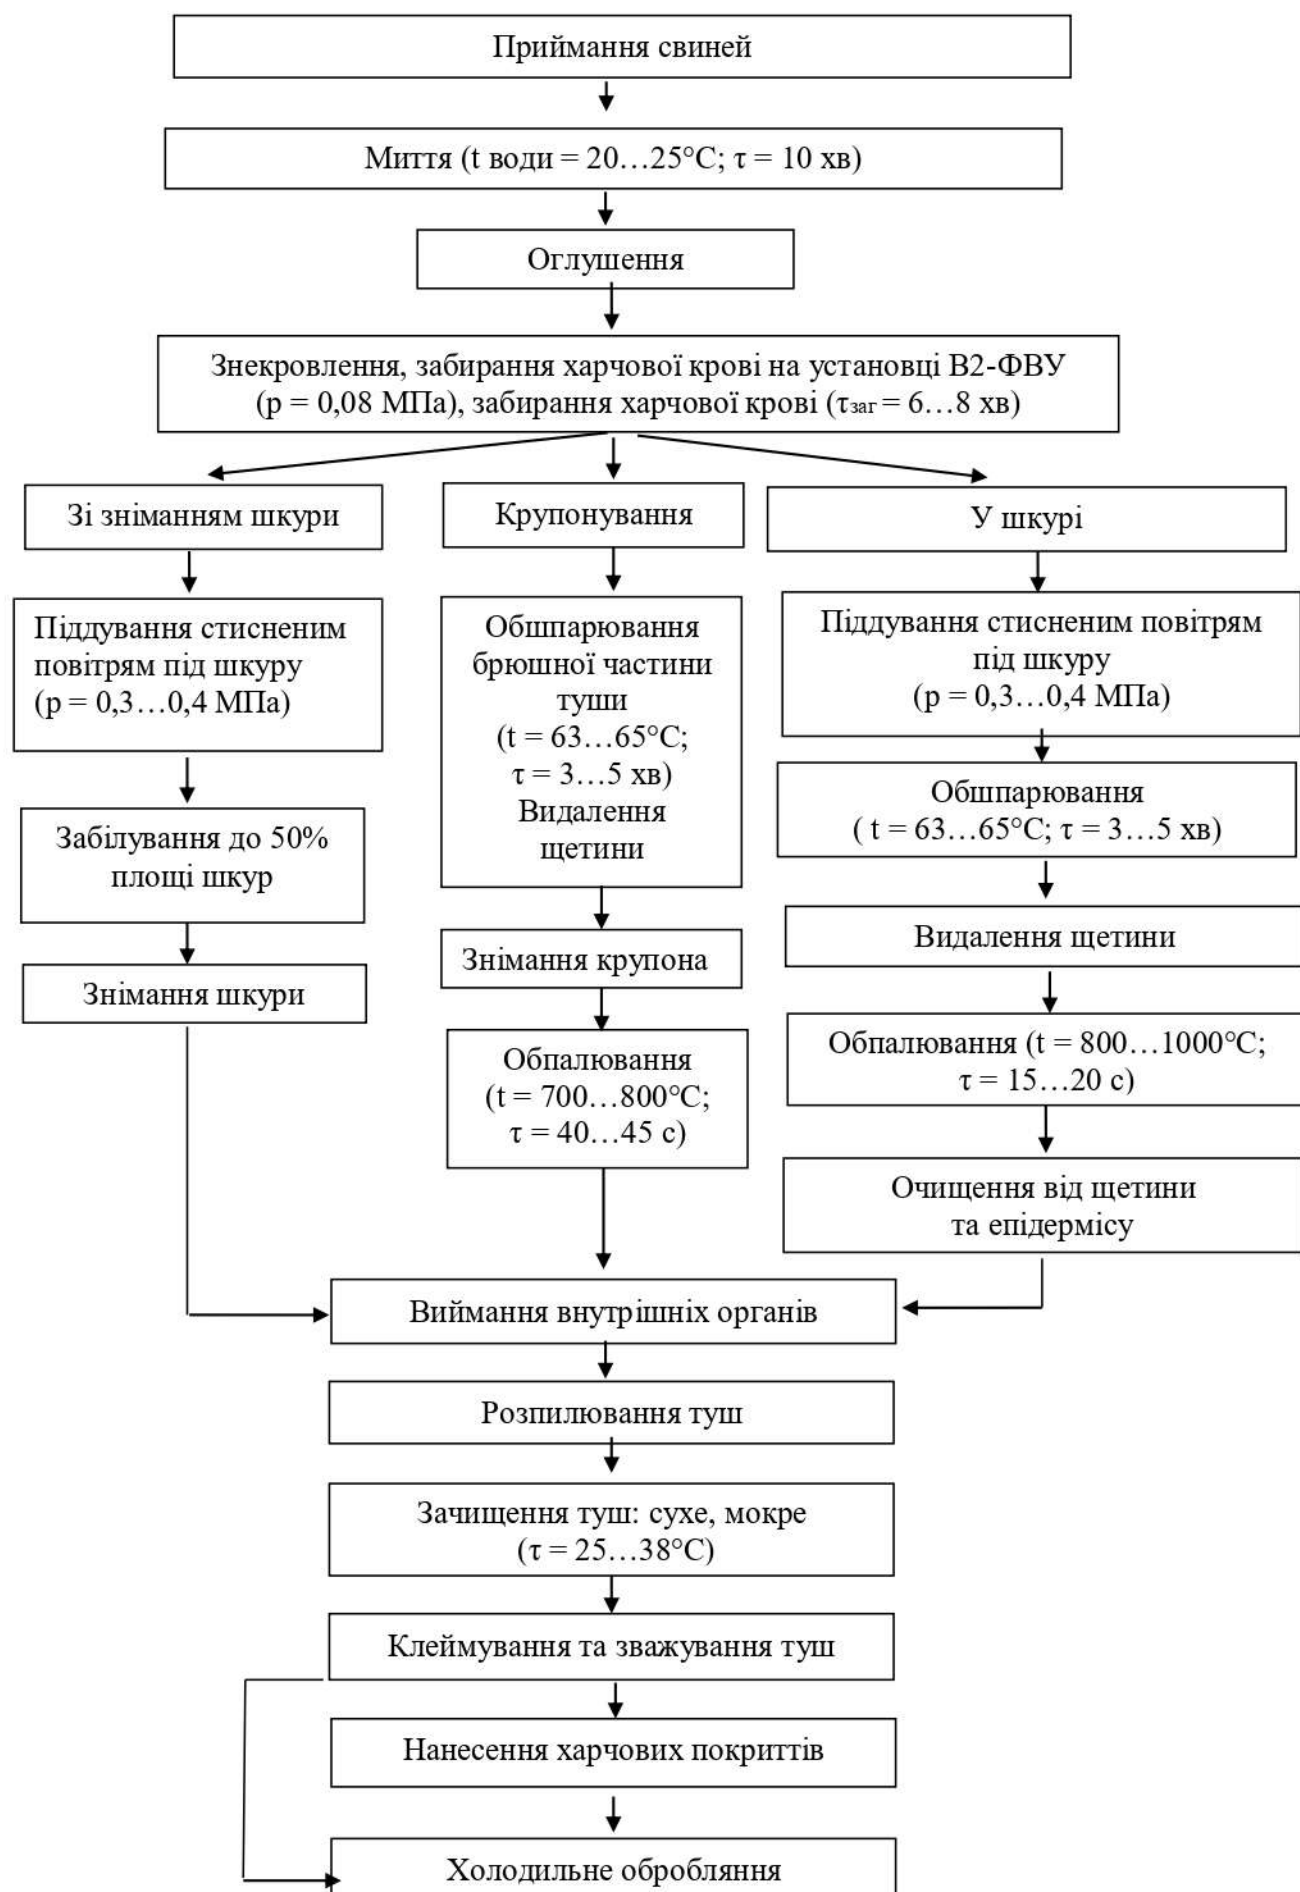 Приймання свиней
Миття (t води = 20…25°C; τ = 10 хв)
Оглушення
Знекровлення, забирання харчової крові на установці В2-ФВУ
(р = 0,08 МПа), забирання харчової крові (τзаг = 6…8 хв)
Зі зніманням шкури
Піддування стисненим
повітрям під шкуру
(р = 0,3…0,4 МПа)
Забілування до 50%
площі шкур
Знімання шкури
Крупонування
Обшпарювання
брюшної частини
туши
(t = 63…65°C;
τ = 3…5 хв)
Видалення
щетини
Знімання крупона
Обпалювання
(t = 700…800°C;
τ = 40…45 с)
У шкурі
Піддування стисненим повітрям
під шкуру
(р = 0,3…0,4 МПа)
Обшпарювання
( t = 63…65°C; τ = 3…5 хв)
Видалення щетини
Обпалювання (t = 800…1000°C;
τ = 15…20 с)
Очищення від щетини
та епідермісу
Виймання внутрішніх органів
Розпилювання туш
Зачищення туш: сухе, мокре
(τ = 25…38°C)
Клеймування та зважування туш
Нанесення харчових покриттів
Холодильне обробляння